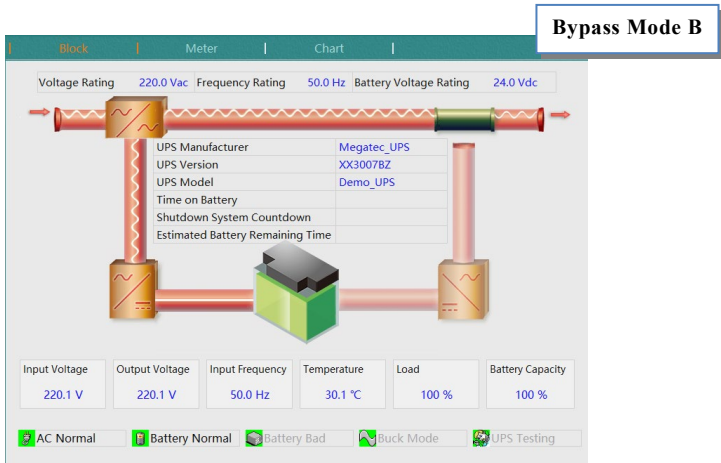 Bypass Mode B
Block Meter Chart
Voltage Rating 220.0 Vac Frequency Rating 50.0 Hz Battery Voltage Rating 24.0 Vdc
UPS Manufacturer Megatec_UPS
UPS Version XX3007BZ
UPS Model Demo_UPS
Time on Battery
Shutdown System Countdown
Estimated Battery Remaining Time
Input Voltage Output Voltage Input Frequency Temperature Load Battery Capacity
220.1 V 220.1 V 50.0 Hz 30.1 ℃ 100 % 100 %
AC Normal Battery Normal Battery Bad Buck Mode UPS Testing